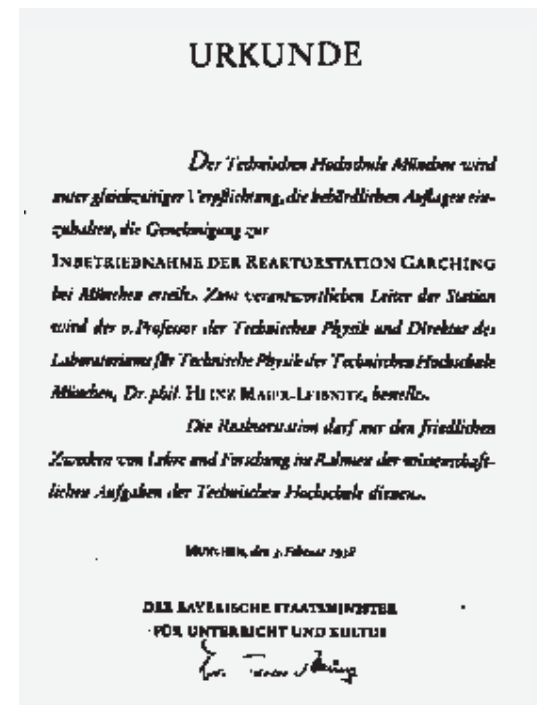 URKUNDE
Der Technischen Hochschule München wird
unter gleichzeitiger Verpflichtung, die behördlichen Auflagen ein-
zuhalten, die Genehmigung zur
INBETRIEBNAHME DER REAKTORSTATION GARCHING
bei München erteilt. Zum verantwortlichen Leiter der Station
wird der o. Professor der Technischen Physik und Direktor des
Laboratoriums für Technische Physik der Technischen Hochschule
München, Dr. phil. HEINZ MAIER-LEIBNITZ, bestellt.
Die Reaktorstation darf nur den friedlichen
Zwecken von Lehre und Forschung im Rahmen der wissenschaft-
lichen Aufgaben der Technischen Hochschule dienen.
MÜNCHEN, den Februar 1958
DER BAYERISCHE STAATSMINISTER
FÜR UNTERRICHT UND KULTUS